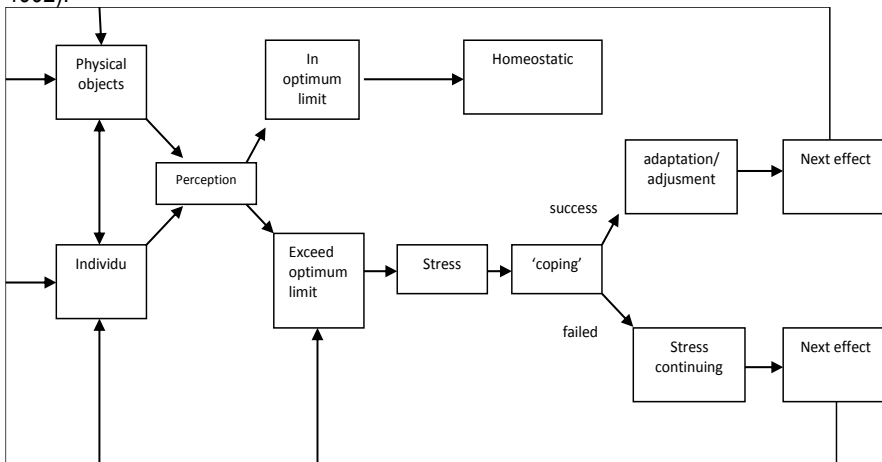 Physical
objects
In
optimum
limit
Homeostatic
Perception
adaptation/
adjusment
Next effect
success
Individu
Exceed
optimum
limit
Stress
‘coping’
failed
Stress
continuing
Next effect